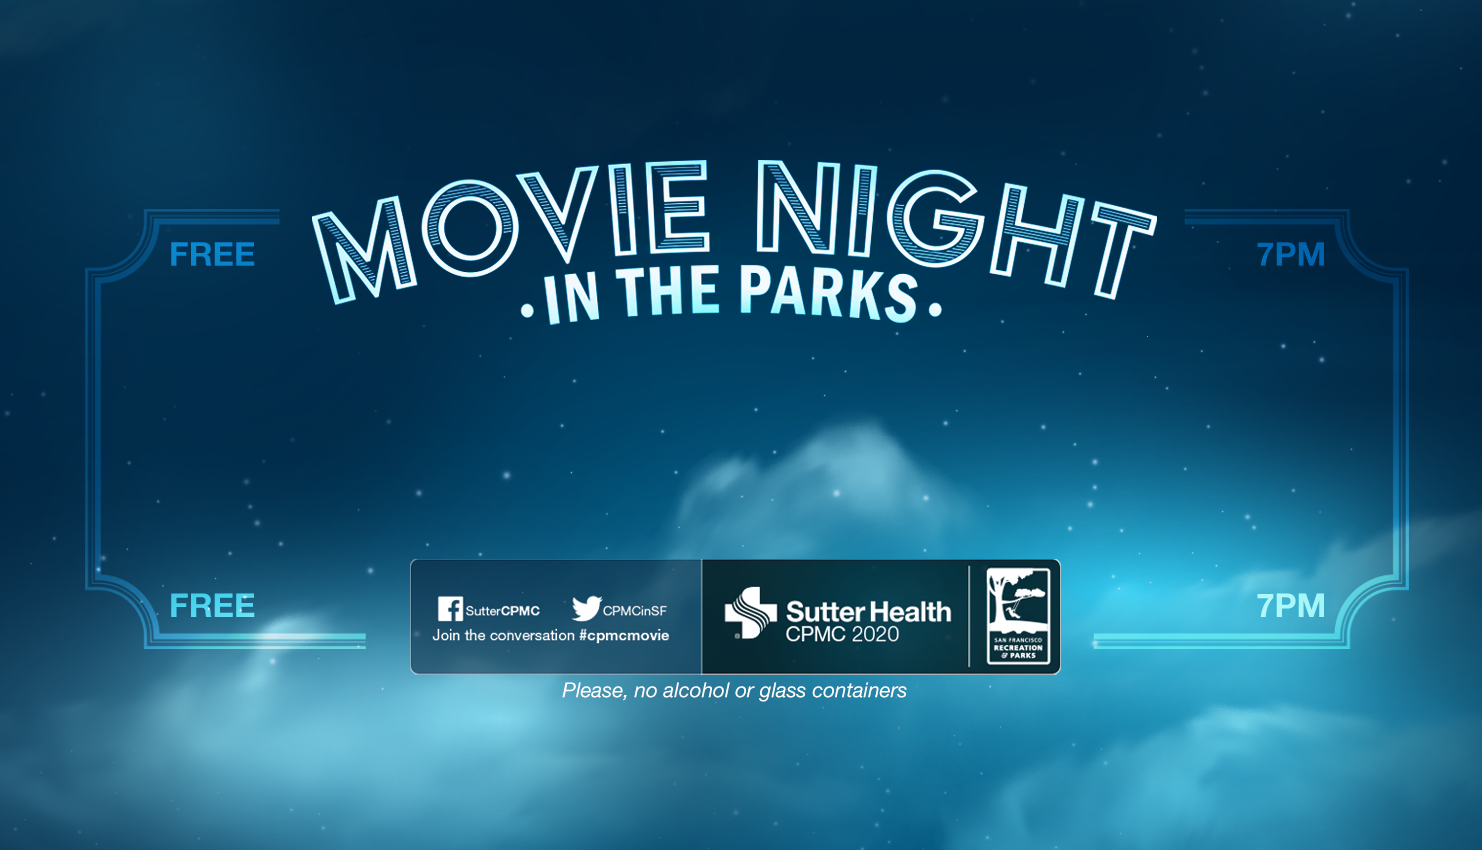 MOVIE NIGHT
FREE
7PM
• IN THE PARKS •
FREE
7PM
SutterCPMC
CPMCinSF
Join the conversation #cpmcmovie
® Sutter Health
CPMC 2020
SAN FRANCISCO
RECREATION
& PARKS
Please, no alcohol or glass containers